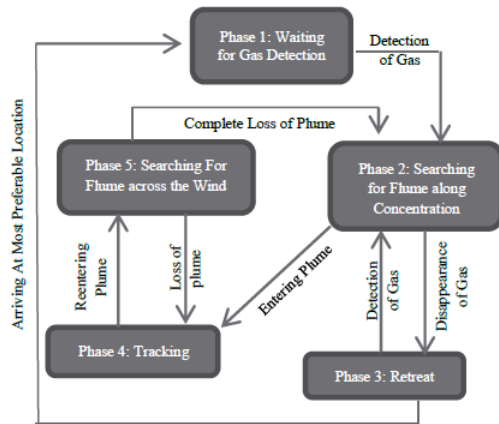 Phase 1: Waiting
for Gas Detection
Detection
of Gas
Arriving At Most Preferable Location
Complete Loss of Plume
Phase 5: Searching For
Flume across the Wind
Phase 2: Searching
for Flume along
Concentration
Reentering
Plume
Loss of
plume
Entering Plume
Detection
of Gas
Disappearance
of Gas
Phase 4: Tracking
Phase 3: Retreat